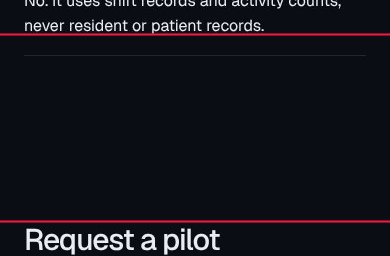 No. It uses shift records and activity counts,
never resident or patient records.
Request a pilot